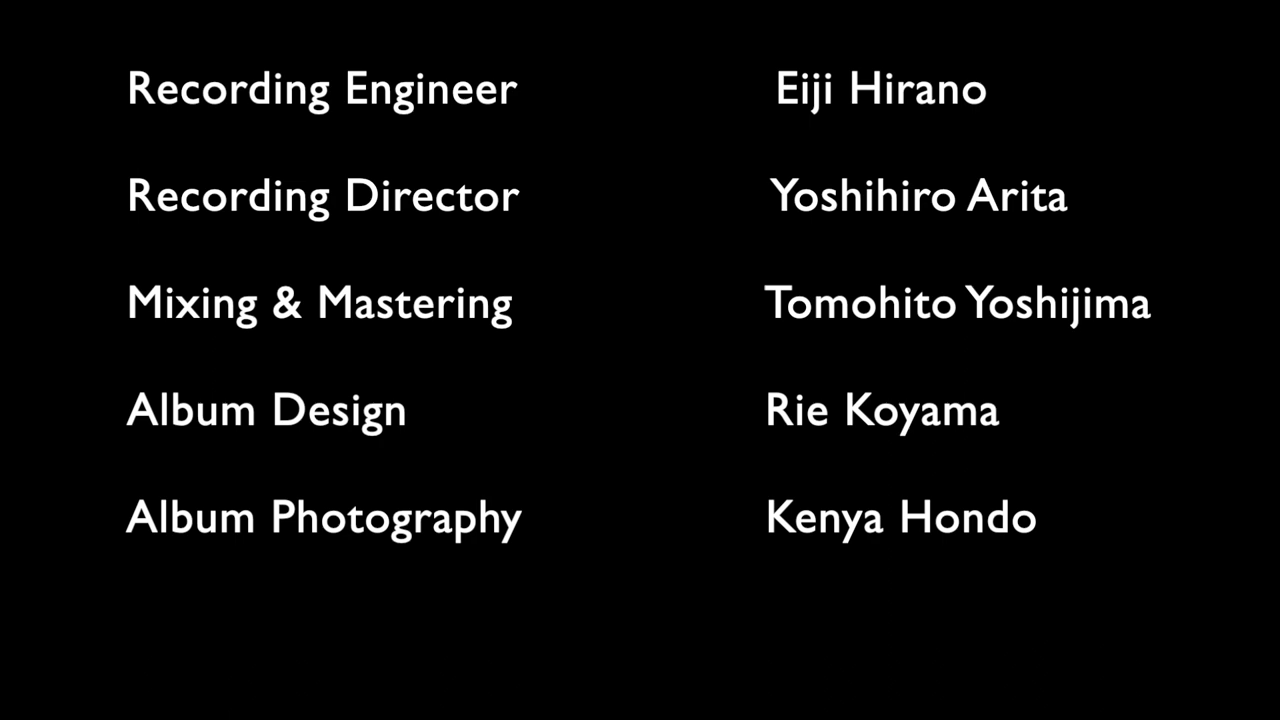 Recording Engineer Eiji Hirano
Recording Director Yoshihiro Arita
Mixing & Mastering Tomohito Yoshijima
Album Design Rie Koyama
Album Photography Kenya Hondo